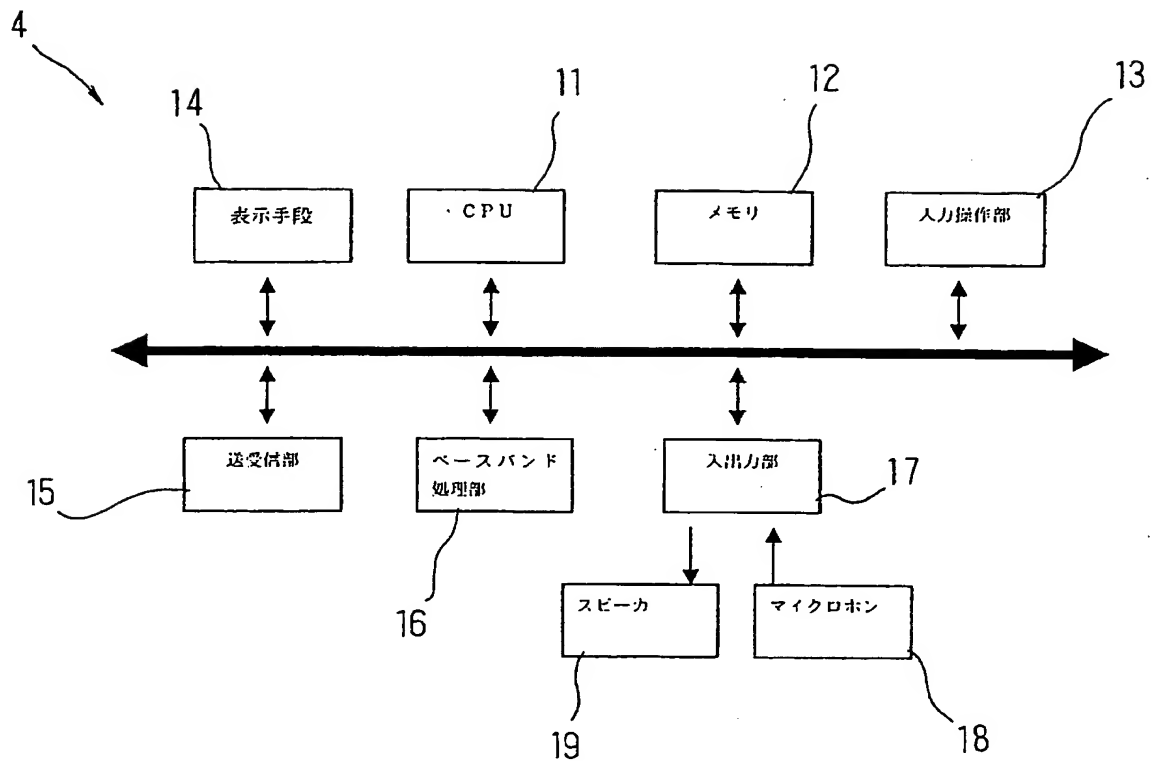 4
14
11
12
13
表示手段
CPU
メモリ
入力操作部
送受信部
ベースバンド
処理部
入出力部
15
17
16
スピーカ
マイクロホン
19
18